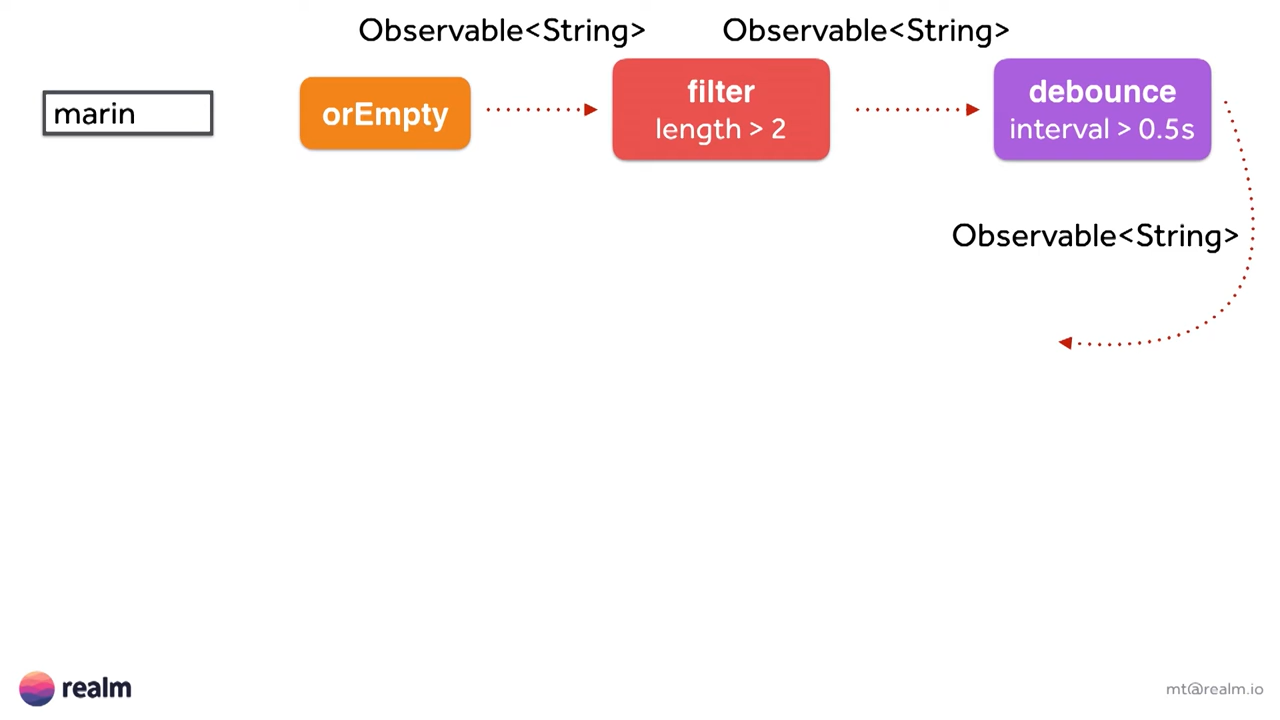 Observable<String>
Observable<String>
marin
orEmpty
filter
length > 2
debounce
interval > 0.5s
Observable<String>
realm
mt@realm.io